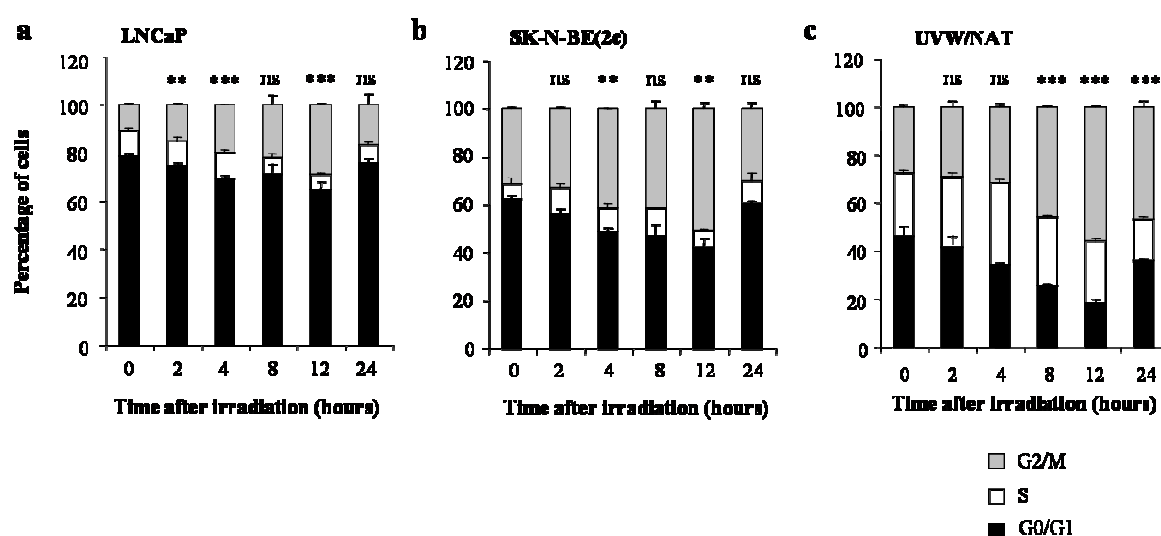 a LNCaP
b SK-N-BE(2c)
c UVW/NAT
Percentage of cells
120
100
80
60
40
20
0
** *** ns *** ns
0 2 4 8 12 24
Time after irradiation (hours)
120
100
80
60
40
20
0
ns ** ns ** ns
0 2 4 8 12 24
Time after irradiation (hours)
120
100
80
60
40
20
0
ns ns *** *** ***
0 2 4 8 12 24
Time after irradiation (hours)
G2/M
S
G0/G1